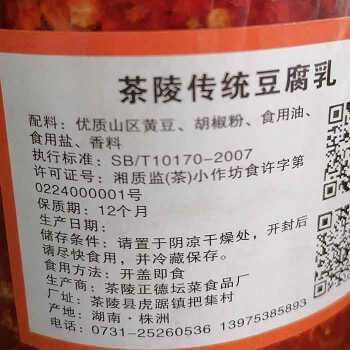 茶陵传统豆腐乳
配料：优质山区黄豆、胡椒粉、食用油、
食用盐、香料
执行标准：SB/T10170-2007
许可证号：湘质监(茶)小作坊食许字第
0224000001号
保质期：12个月
生产日期：
储存条件：请置于阴凉干燥处，开封后
请尽快食用，并冷藏保存。
食用方法：开盖即食
生产商：茶陵正德坛菜食品厂
厂址：茶陵县虎踞镇把集村
产地：湖南·株洲
电话：0731-25260536 13975385893